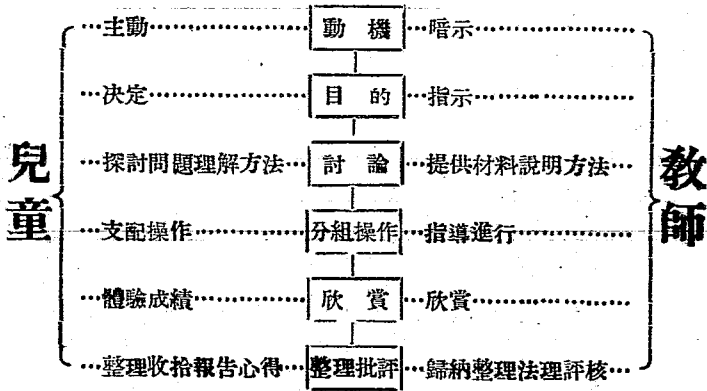 兒童
教師
主動 動機 暗示
決定 目的 指示
探討問題理解方法 討論 提供材料說明方法
支配操作 分組操作 指導進行
體驗成績 欣賞 欣賞
整理收拾報告心得 整理批評 歸納整理法理評核